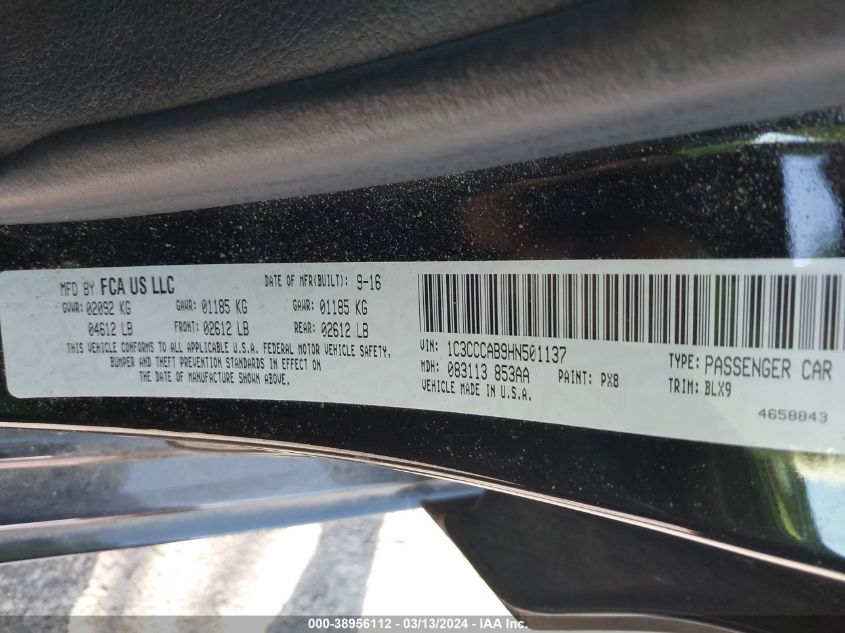 MFD BY FCA US LLC DATE OF MFR(BUILT): 9-16
GVWR: 02092 KG GAWR: 01185 KG GAWR: 01185 KG
04612 LB FRONT: 02612 LB REAR: 02612 LB
THIS VEHICLE CONFORMS TO ALL APPLICABLE U.S.A. FEDERAL MOTOR VEHICLE SAFETY,
BUMPER AND THEFT PREVENTION STANDARDS IN EFFECT ON
THE DATE OF MANUFACTURE SHOWN ABOVE.
VIN: 1C3CCCAB9HN501137 TYPE: PASSENGER CAR
MDH: 083113 853AA PAINT: PX8 TRIM: BLX9
VEHICLE MADE IN U.S.A.
4658843
000-38956112 - 03/13/2024 - IAA Inc.